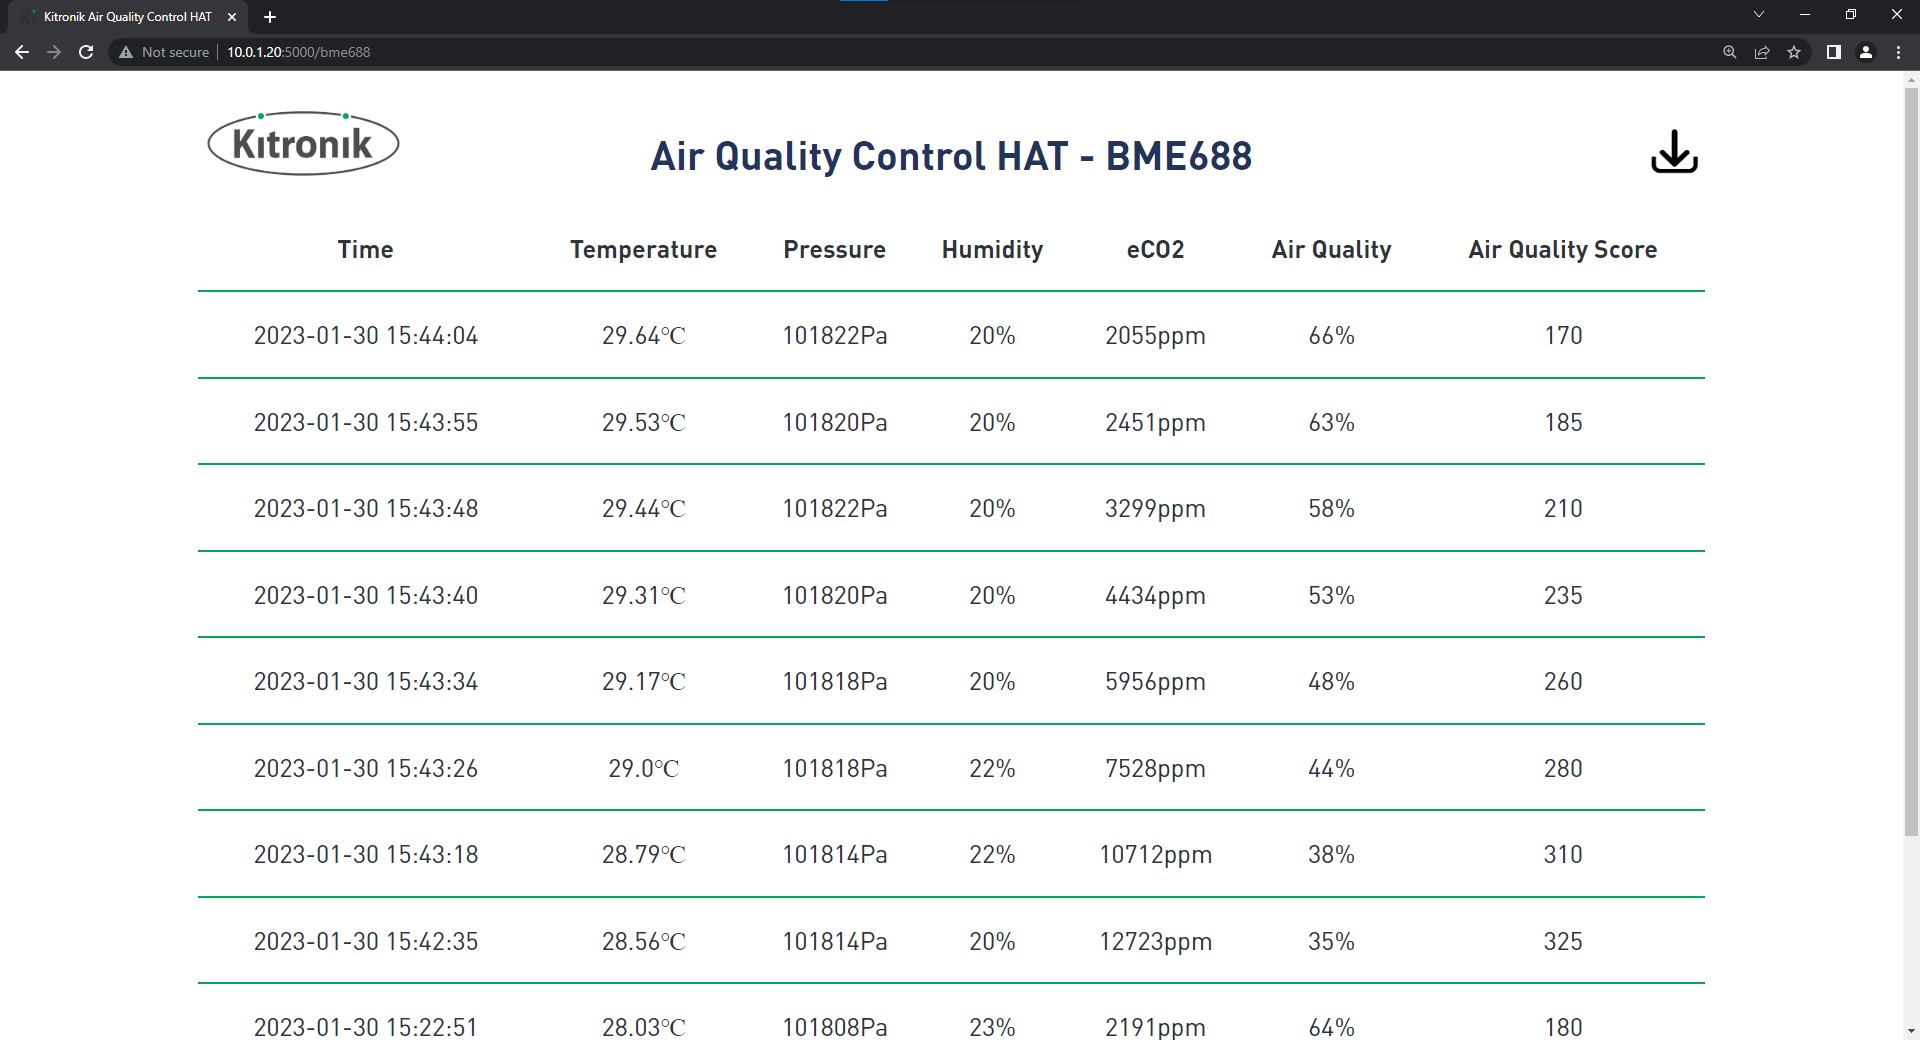 Kitronik Air Quality Control HAT
Not secure 10.0.1.20:5000/bme688
Kitronik
Air Quality Control HAT - BME688
Time Temperature Pressure Humidity eCO2 Air Quality Air Quality Score
2023-01-30 15:44:04 29.64°C 101822Pa 20% 2055ppm 66% 170
2023-01-30 15:43:55 29.53°C 101820Pa 20% 2451ppm 63% 185
2023-01-30 15:43:48 29.44°C 101822Pa 20% 3299ppm 58% 210
2023-01-30 15:43:40 29.31°C 101820Pa 20% 4434ppm 53% 235
2023-01-30 15:43:34 29.17°C 101818Pa 20% 5956ppm 48% 260
2023-01-30 15:43:26 29.0°C 101818Pa 22% 7528ppm 44% 280
2023-01-30 15:43:18 28.79°C 101814Pa 22% 10712ppm 38% 310
2023-01-30 15:42:35 28.56°C 101814Pa 20% 12723ppm 35% 325
2023-01-30 15:22:51 28.03°C 101808Pa 23% 2191ppm 64% 180